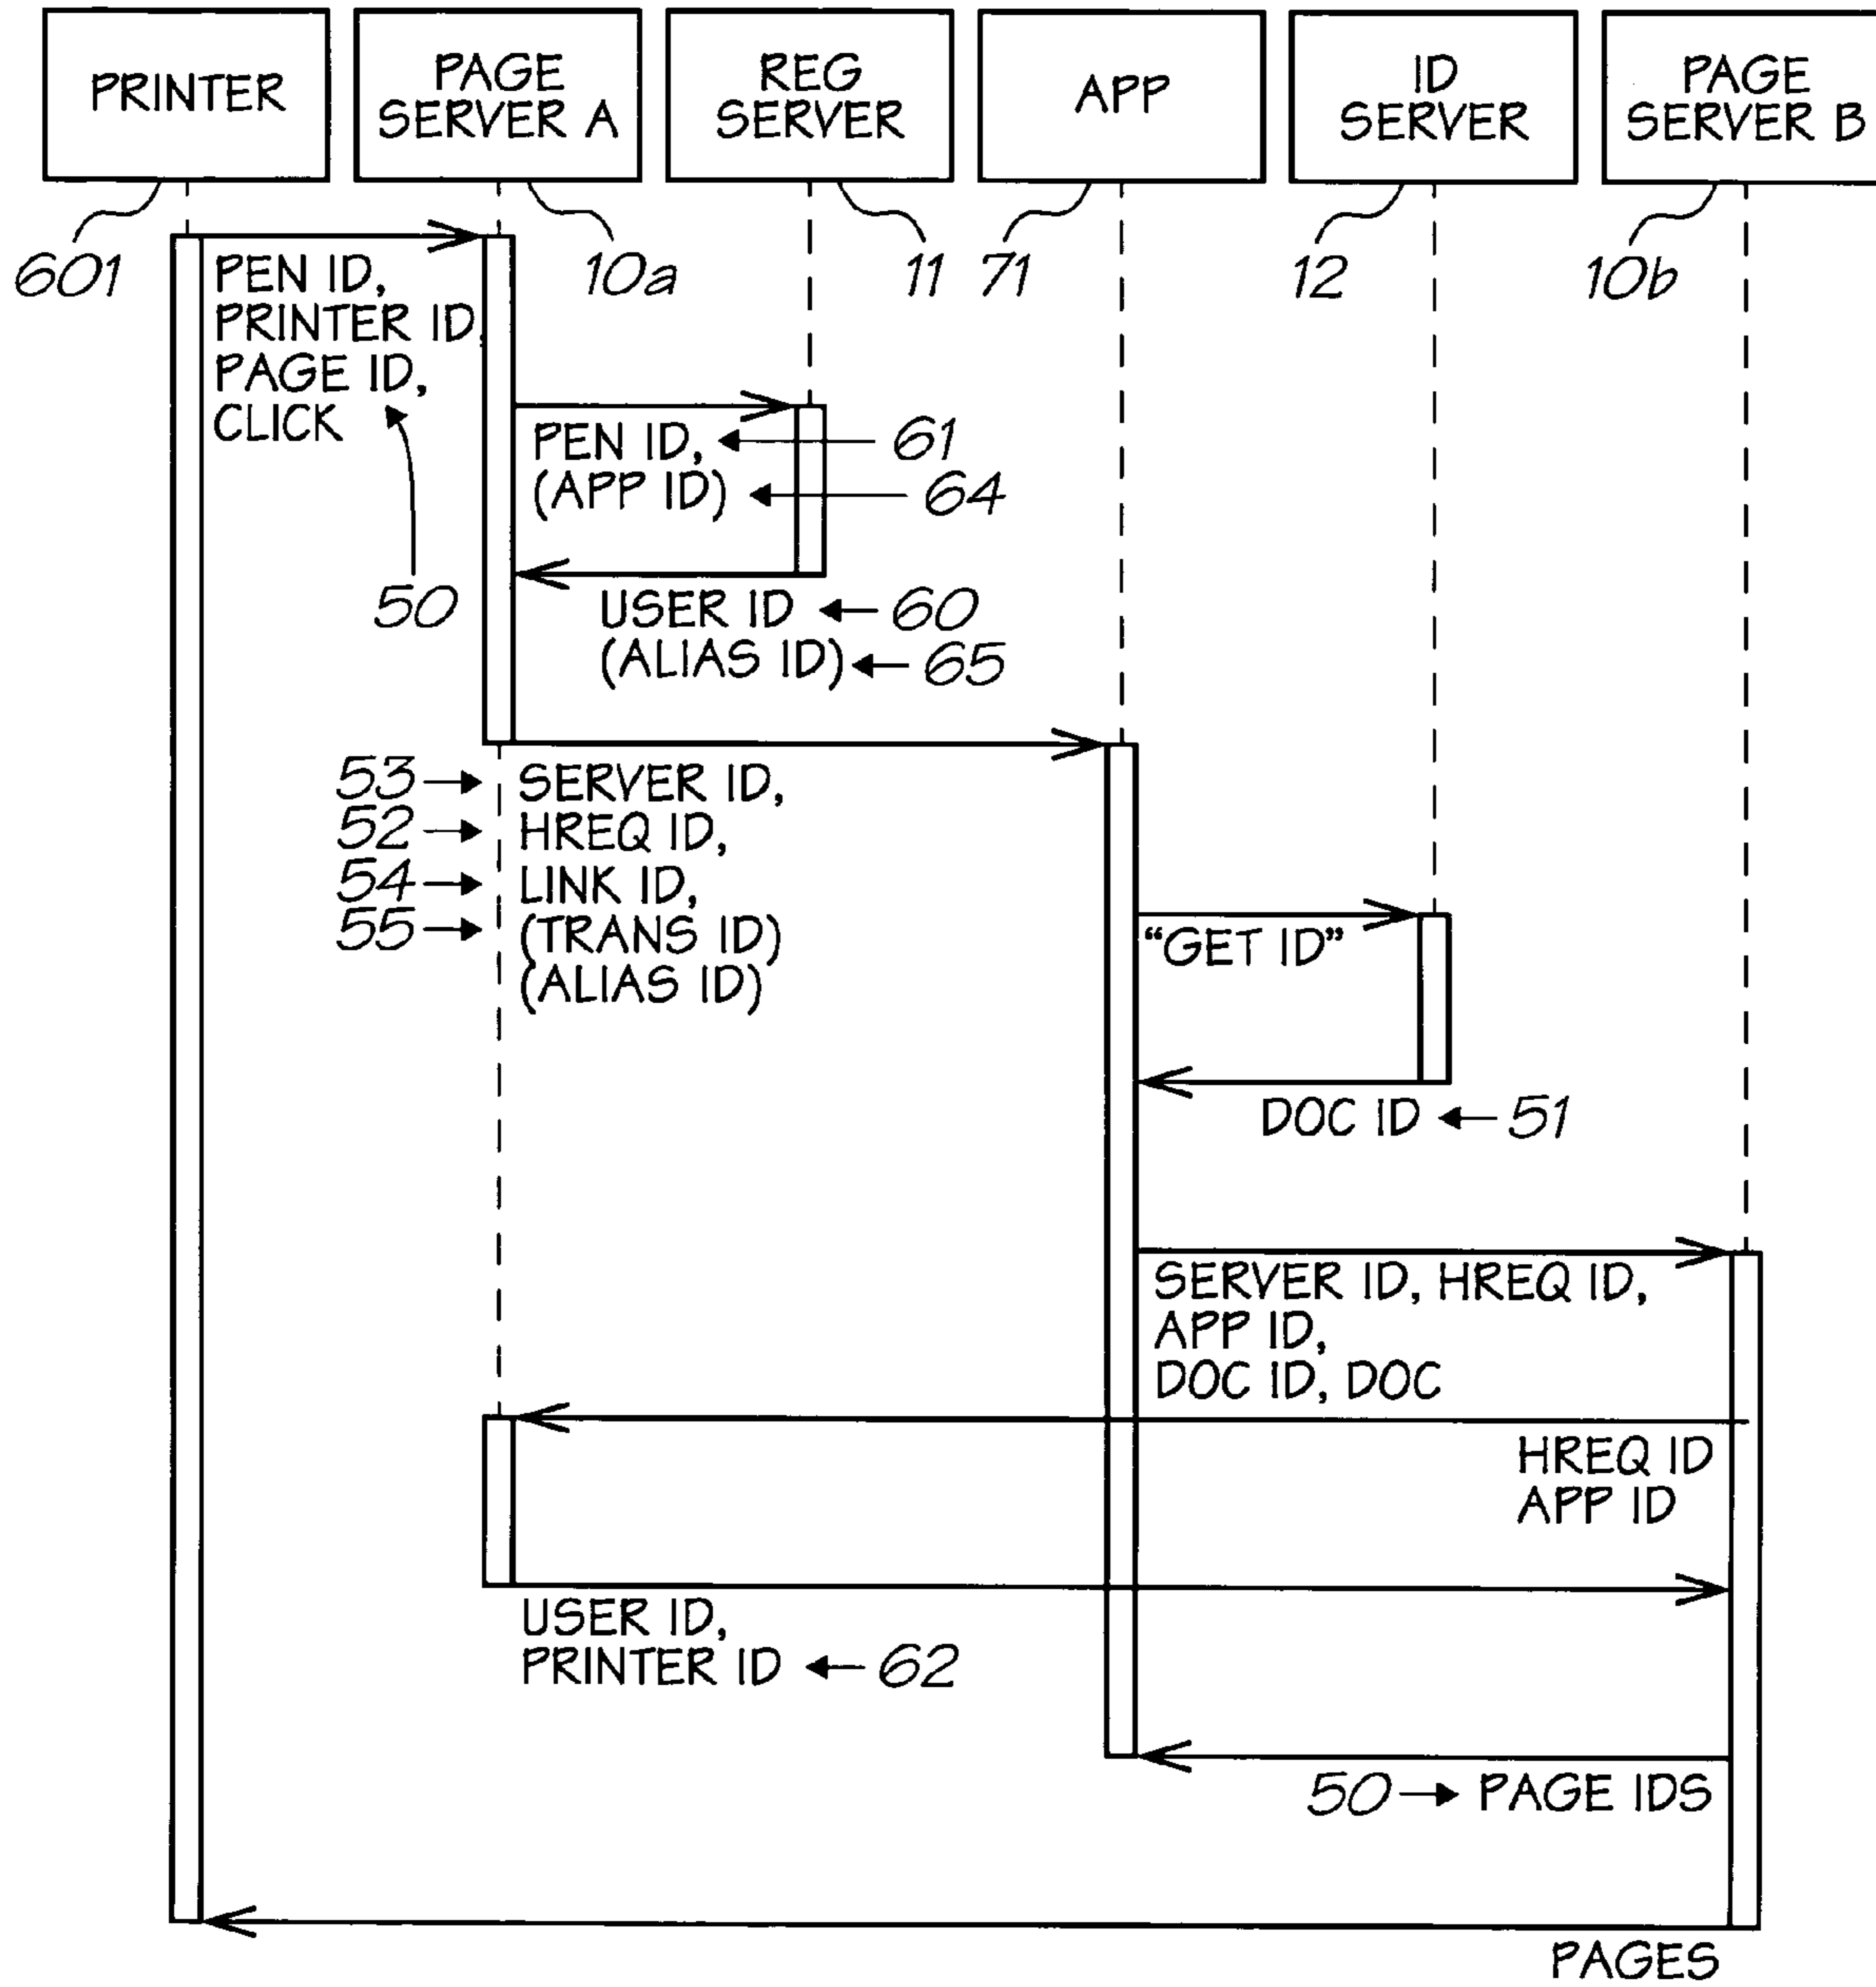 PRINTER
PAGE
SERVER A
REG
SERVER
APP
ID
SERVER
PAGE
SERVER B
601
10a
11
71
12
10b
PEN ID,
PRINTER ID,
PAGE ID,
CLICK
50
PEN ID,
61
(APP ID)
64
USER ID
60
(ALIAS ID)
65
53
SERVER ID,
52
HREQ ID,
54
LINK ID,
55
(TRANS ID)
(ALIAS ID)
“GET ID”
DOC ID
51
SERVER ID, HREQ ID,
APP ID,
DOC ID, DOC
HREQ ID
APP ID
USER ID,
PRINTER ID
62
50
PAGE IDS
PAGES